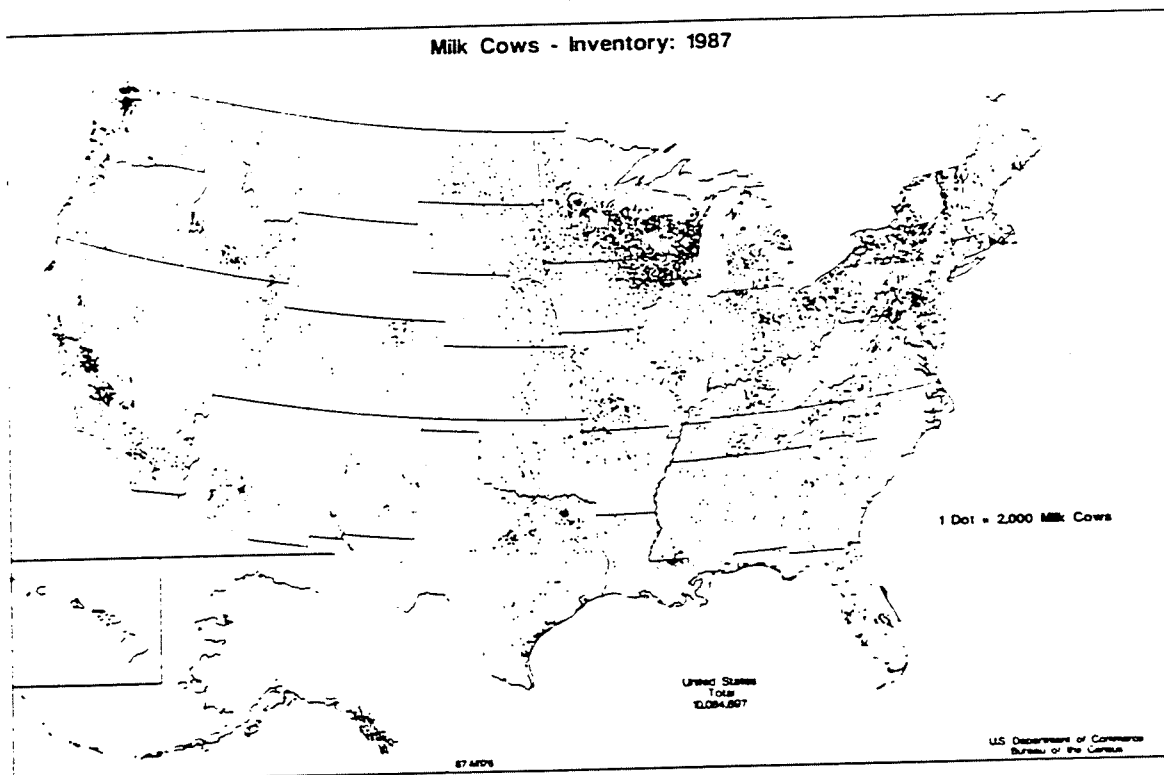 Milk Cows - Inventory: 1987
1 Dot = 2,000 Milk Cows
United States
Total
10,084,697
U.S. Department of Commerce
Bureau of the Census